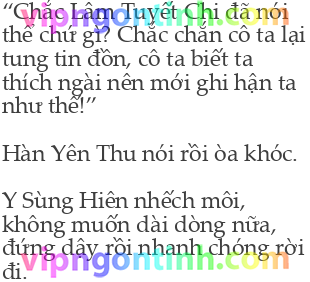 “Chắc Lâm Tuyết Nhi đã nói
thế chứ gì? Chắc chắn cô ta lại
tung tin đồn, cô ta biết ta
thích ngài nên mới ghi hận ta
như thế!”
Hàn Yên Thu nói rồi òa khóc.
Y Sùng Hiên nhếch môi,
không muốn dài dòng nữa,
đứng dậy rồi nhanh chóng rời
đi.
vipngontinh.com
vipngontinh.com